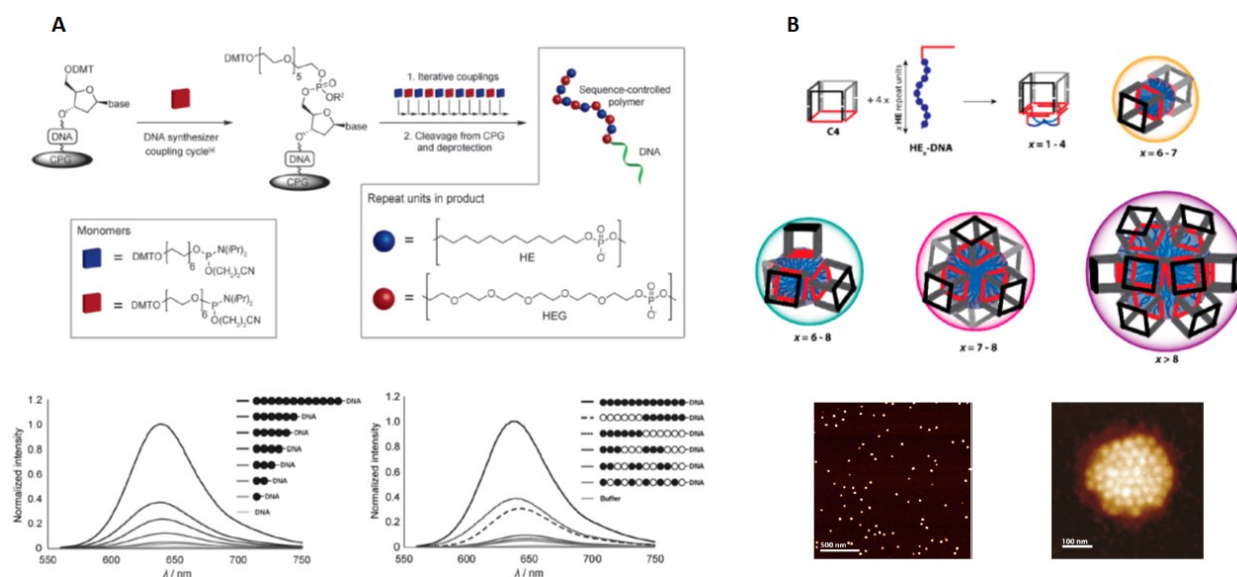 A
ODMT
O
base
O
DNA
CPG
DNA synthesizer
coupling cycle[a]
DMTO
O
5
O
O
P
O
OR²
O
base
O
DNA
CPG
1. Iterative couplings
2. Cleavage from CPG
and deprotection
Sequence-controlled
polymer
DNA
Monomers
= DMTO 6 O P N(iPr)2
O(CH2)2CN
= DMTO O 6 P N(iPr)2
O(CH2)2CN
Repeat units in product
= O P O
O
O-
HE
= O O O O O O P O
O
O-
HEG
Normalized intensity
1.2
1.0
0.8
0.6
0.4
0.2
0
550 600 650 700 750
λ / nm
DNA
DNA
DNA
DNA
DNA
DNA
DNA
DNA
Normalized intensity
1.2
1.0
0.8
0.6
0.4
0.2
0
550 600 650 700 750
λ / nm
DNA
DNA
DNA
DNA
DNA
DNA
Buffer
B
C4
+ 4 x
x HE repeat units
HEx-DNA
x = 1 - 4
x = 6 - 7
x = 6 - 8
x = 7 - 8
x > 8
500 nm
100 nm